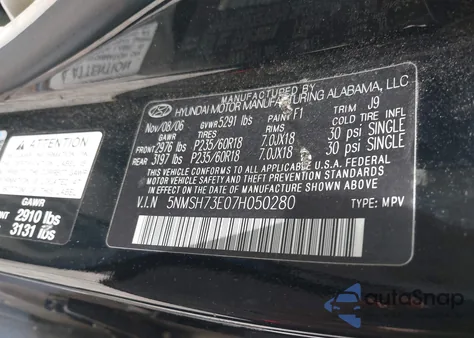 MANUFACTURED BY
HYUNDAI MOTOR MANUFACTURING ALABAMA, LLC
Nov/08/06 GVWR 5291 lbs PAINT F1 TRIM J9
GAWR TIRES RIMS COLD TIRE INFL
FRONT 2976 lbs P235/60R18 7.0JX18 30 psi SINGLE
REAR 3197 lbs P235/60R18 7.0JX18 30 psi SINGLE
THIS VEHICLE CONFORMS TO ALL APPLICABLE U.S.A. FEDERAL
MOTOR VEHICLE SAFETY, BUMPER, AND
THEFT PREVENTION STANDARDS IN EFFECT ON THE
DATE OF MANUFACTURE SHOWN ABOVE.
V.I.N 5NMSH73E07H050280 TYPE: MPV
GAWR
2910 lbs
3131 lbs
autoSnap